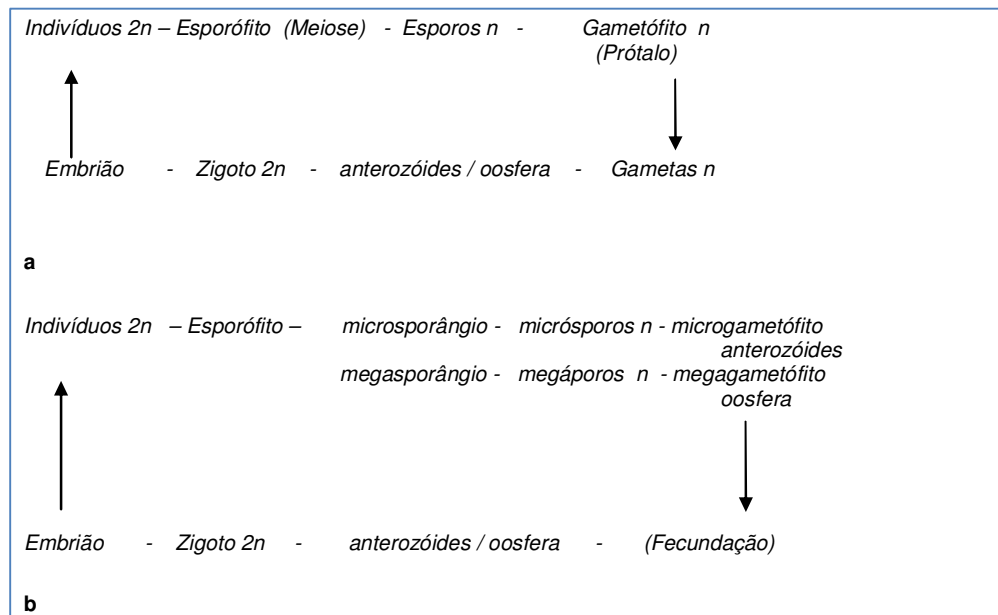 Indivíduos 2n – Esporófito (Meiose) - Esporos n - Gametófito n
(Prótalo)
Embrião - Zigoto 2n - anterozóides / oosfera - Gametas n
a
Indivíduos 2n – Esporófito – microsporângio - micrósporos n - microgametófito
anterozóides
megasporângio - megáporos n - megagametófito
oosfera
Embrião - Zigoto 2n - anterozóides / oosfera - (Fecundação)
b